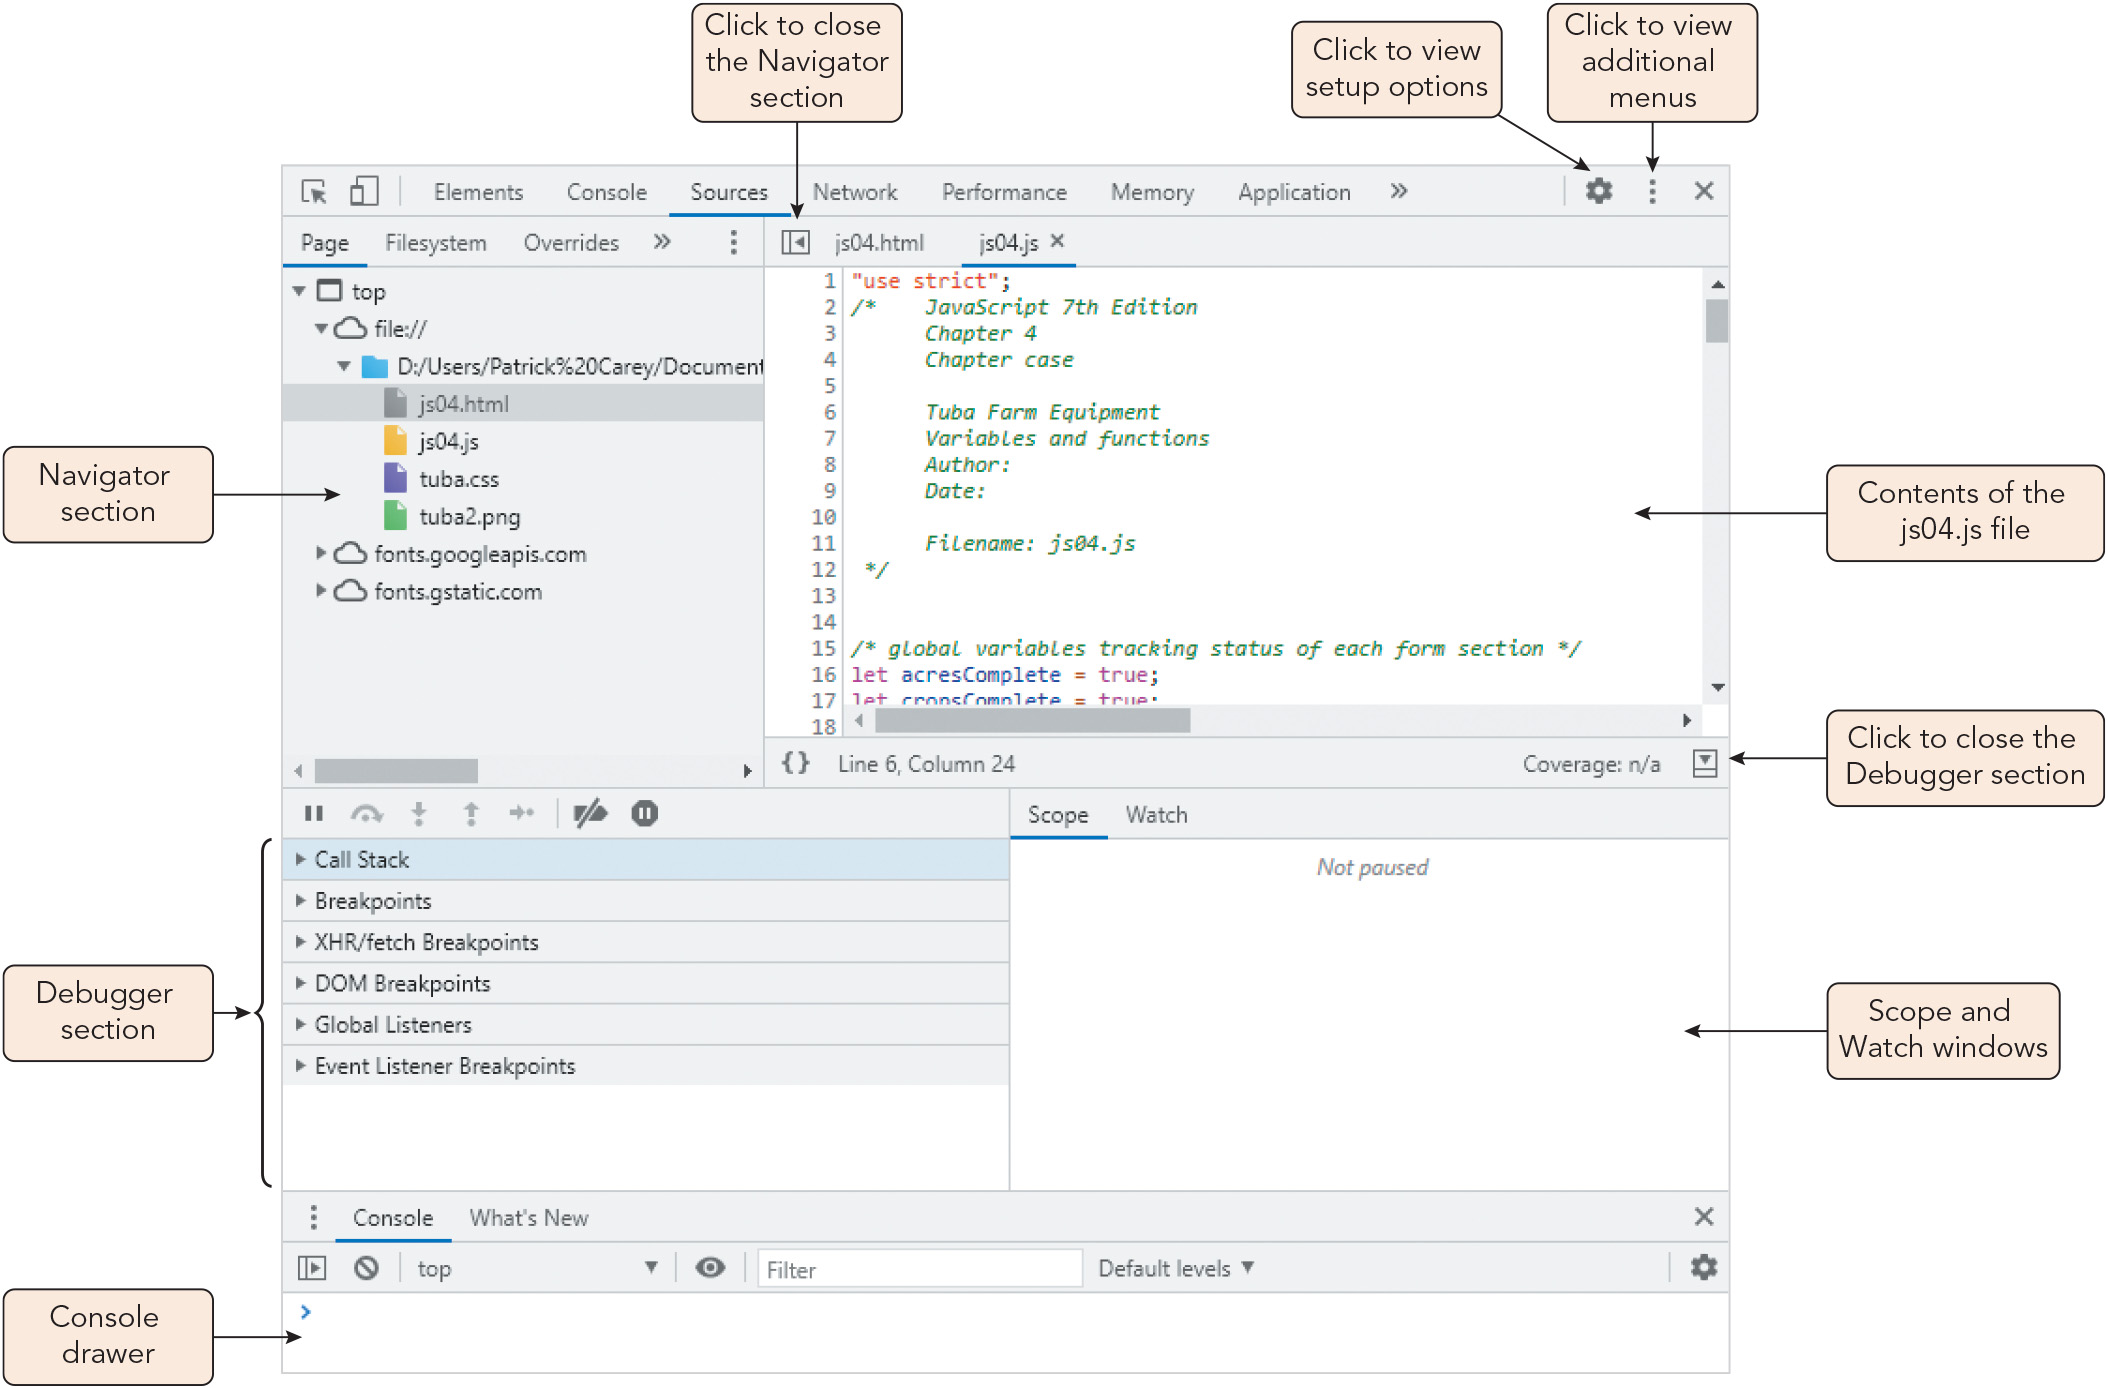 Click to close
the Navigator
section
Click to view
setup options
Click to view
additional
menus
Elements Console Sources Network Performance Memory Application »
Page Filesystem Overrides »
js04.html js04.js ×
top
file://
D:/Users/Patrick%20Carey/Document
js04.html
js04.js
tuba.css
tuba2.png
fonts.googleapis.com
fonts.gstatic.com
1 "use strict";
2 /* JavaScript 7th Edition
3 Chapter 4
4 Chapter case
5
6 Tuba Farm Equipment
7 Variables and functions
8 Author:
9 Date:
10
11 Filename: js04.js
12 */
13
14
15 /* global variables tracking status of each form section */
16 let acresComplete = true;
17 let cropsComplete = true;
18
{} Line 6, Column 24 Coverage: n/a
Navigator
section
Contents of the
js04.js file
Click to close the
Debugger section
Scope Watch
Not paused
Call Stack
Breakpoints
XHR/fetch Breakpoints
DOM Breakpoints
Global Listeners
Event Listener Breakpoints
Debugger
section
Scope and
Watch windows
Console What's New
top Filter Default levels
>
Console
drawer